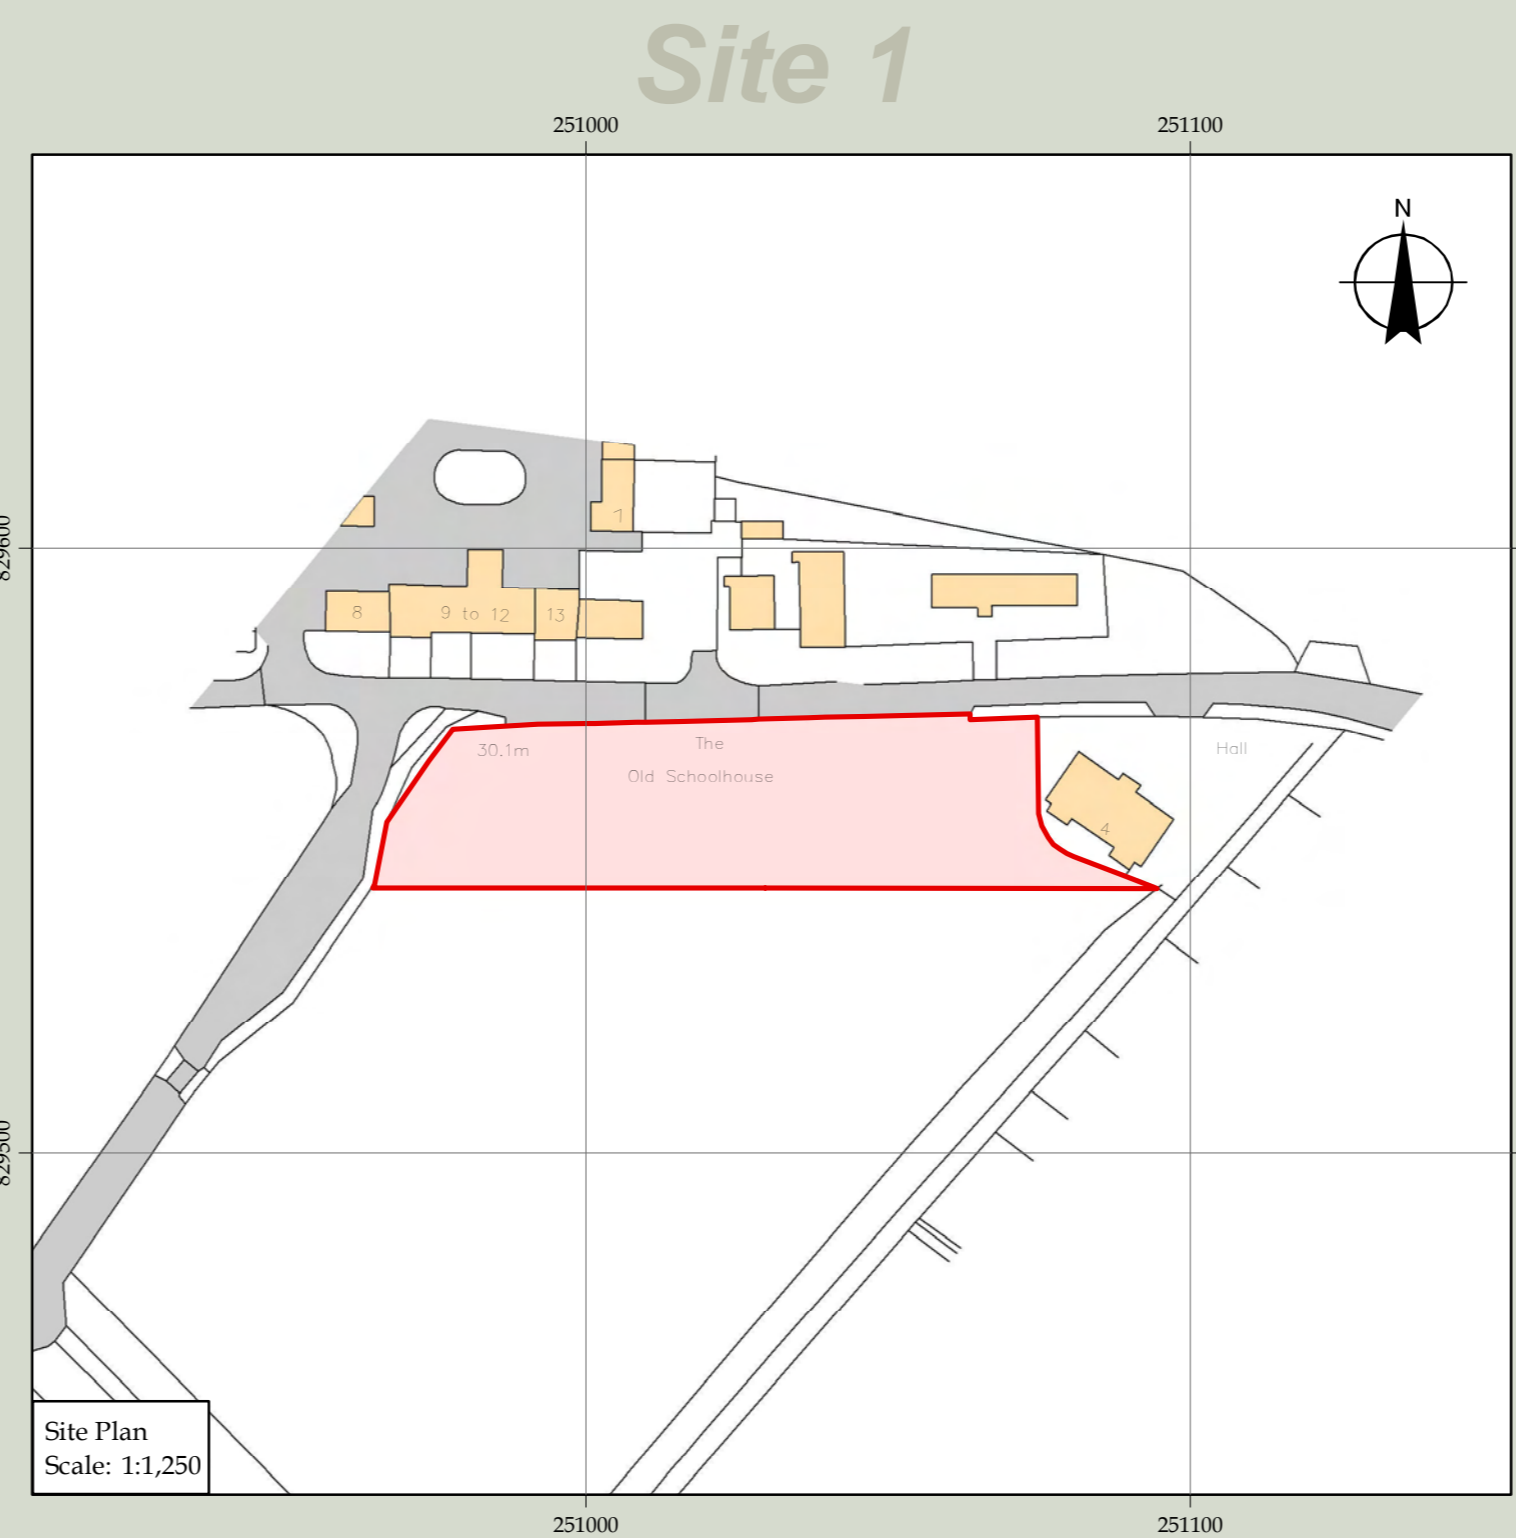 Site 1
251000
251100
N
829600
7
8
9 to 12
13
30.1m
The
Old Schoolhouse
Hall
4
829500
Site Plan
Scale: 1:1,250
251000
251100